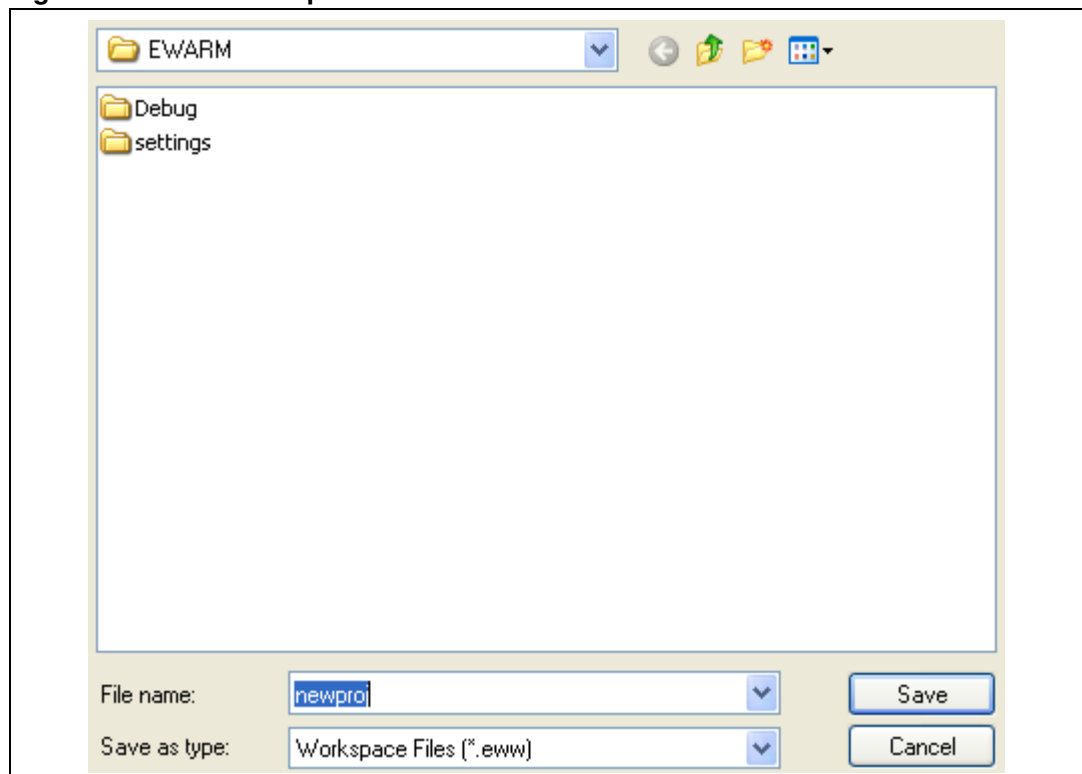 EWARM
Debug
settings
File name: newproj Save
Save as type: Workspace Files (*.eww) Cancel